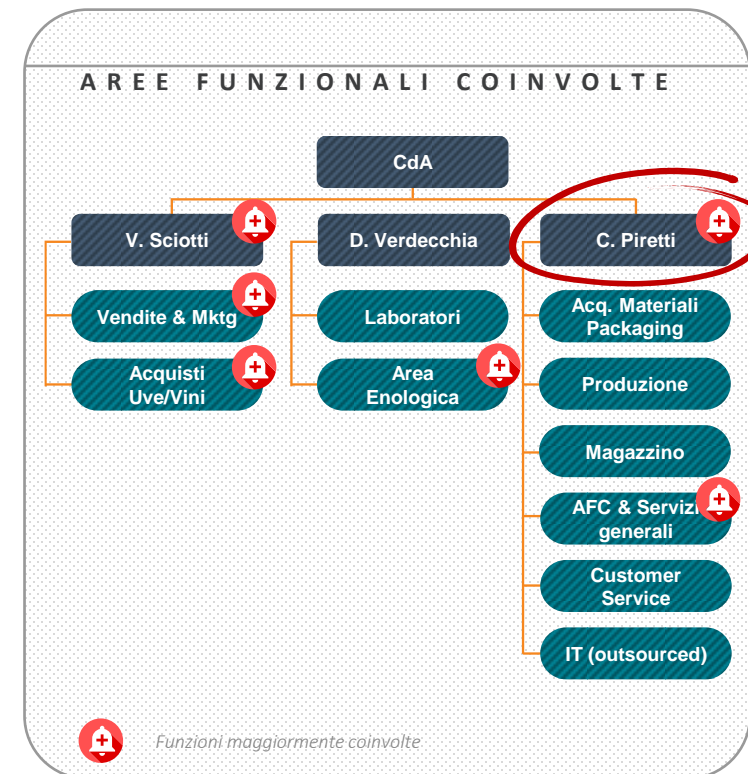 AREE FUNZIONALI COINVOLTE
CdA
V. Sciotti
D. Verdecchia
C. Piretti
Vendite & Mktg
Laboratori
Acq. Materiali
Packaging
Acquisti
Uve/Vini
Area
Enologica
Produzione
Magazzino
AFC & Servizi
generali
Customer
Service
IT (outsourced)
Funzioni maggiormente coinvolte